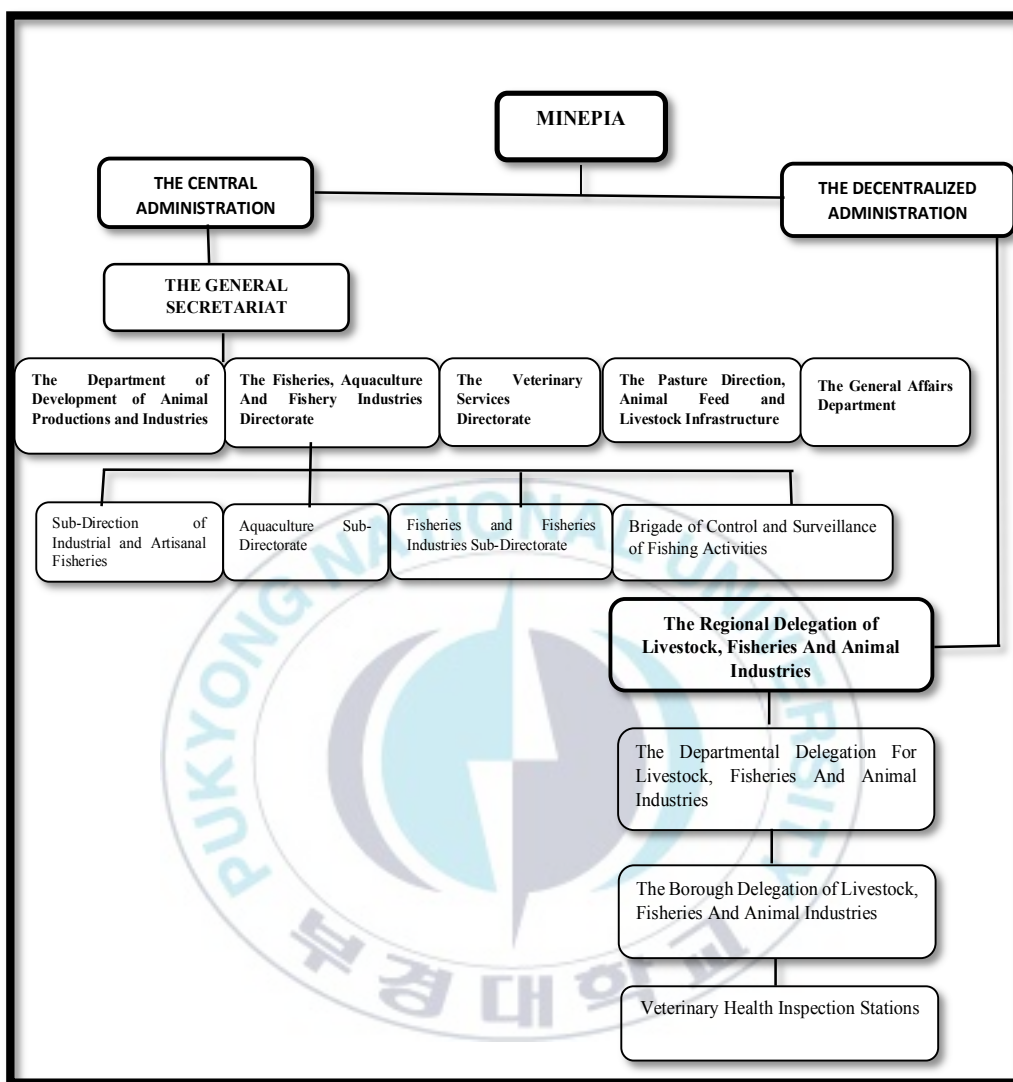 MINEPIA
THE CENTRAL
ADMINISTRATION
THE DECENTRALIZED
ADMINISTRATION
THE GENERAL
SECRETARIAT
The Department of
Development of Animal
Productions and Industries
The Fisheries, Aquaculture
And Fishery Industries
Directorate
The Veterinary
Services
Directorate
The Pasture Direction,
Animal Feed and
Livestock Infrastructure
The General Affairs
Department
Sub-Direction of
Industrial and Artisanal
Fisheries
Aquaculture Sub-
Directorate
Fisheries and Fisheries
Industries Sub-Directorate
Brigade of Control and Surveillance
of Fishing Activities
The Regional Delegation of
Livestock, Fisheries And Animal
Industries
The Departmental Delegation For
Livestock, Fisheries And Animal
Industries
The Borough Delegation of Livestock,
Fisheries And Animal Industries
Veterinary Health Inspection Stations
PUKYONG NATIONAL UNIVERSITY
부경대학교